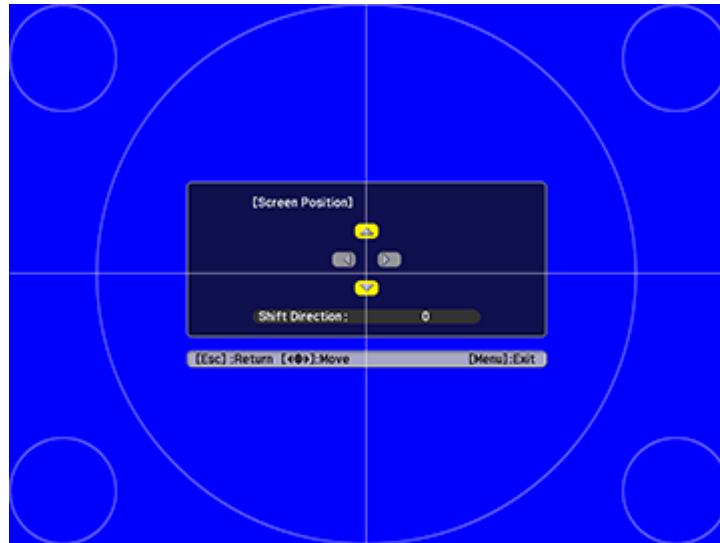 [Screen Position]
Shift Direction: 0
[Esc] :Return [◀◆▶]:Move [Menu]:Exit